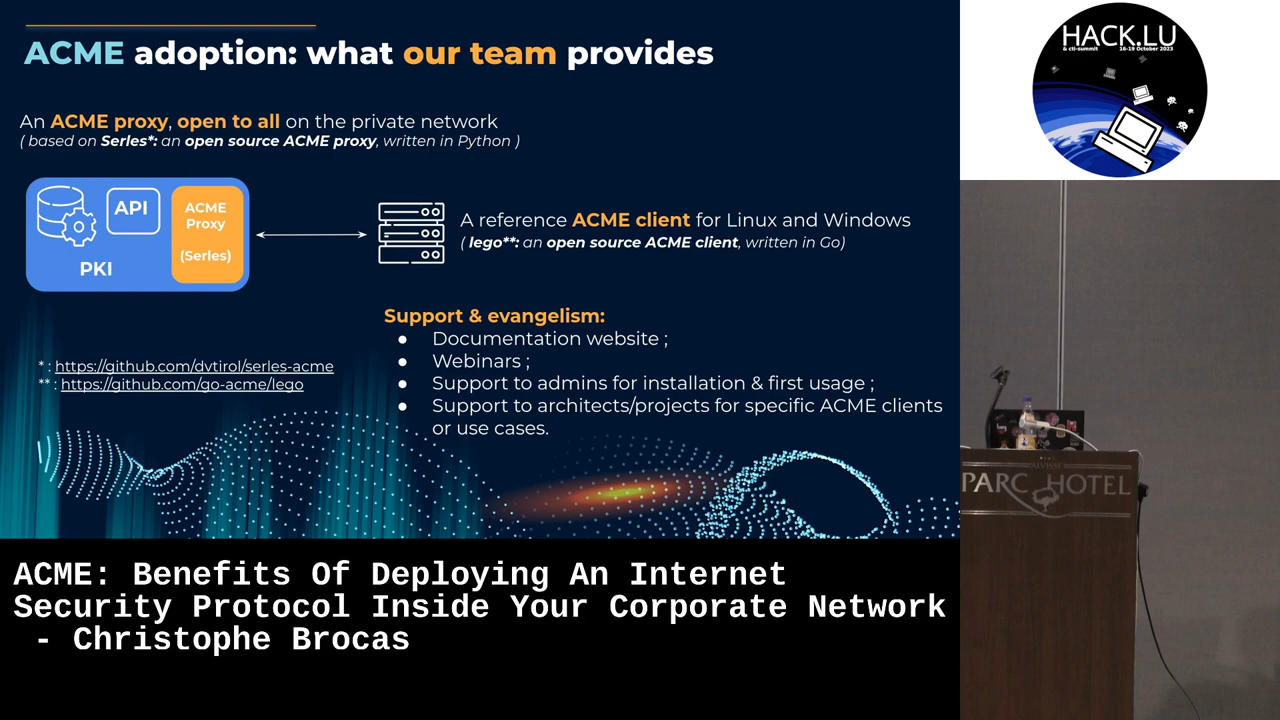 ACME adoption: what our team provides
An ACME proxy, open to all on the private network
( based on Serles*: an open source ACME proxy, written in Python )
API
ACME
Proxy
(Serles)
PKI
A reference ACME client for Linux and Windows
( lego**: an open source ACME client, written in Go)
Support & evangelism:
● Documentation website ;
● Webinars ;
● Support to admins for installation & first usage ;
● Support to architects/projects for specific ACME clients
or use cases.
* : https://github.com/dvtirol/serles-acme
** : https://github.com/go-acme/lego
HACK.LU
& cti-summit 16-19 October 2023
PARC HOTEL
ACME: Benefits Of Deploying An Internet
Security Protocol Inside Your Corporate Network
- Christophe Brocas